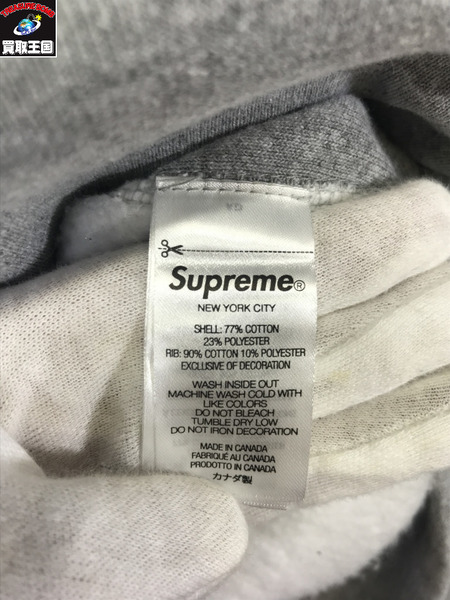 TREASURE KINGDOM
買取王国
Supreme®
NEW YORK CITY
SHELL: 77% COTTON
23% POLYESTER
RIB: 90% COTTON 10% POLYESTER
EXCLUSIVE OF DECORATION
WASH INSIDE OUT
MACHINE WASH COLD WITH
LIKE COLORS
DO NOT BLEACH
TUMBLE DRY LOW
DO NOT IRON DECORATION
MADE IN CANADA
FABRIQUÉ AU CANADA
PRODOTTO IN CANADA
カナダ製